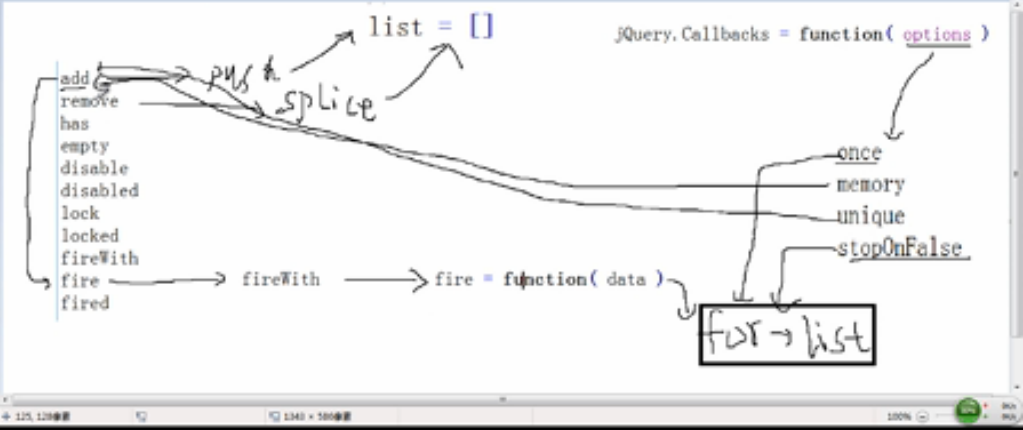 list = []
jQuery.Callbacks = function( options )
add
push
splice
remove
has
empty
disable
disabled
lock
locked
fireWith
fire
fired
once
memory
unique
stopOnFalse
fireWith
fire = function( data )
for→list
125, 128像素
1343 × 586像素
100%